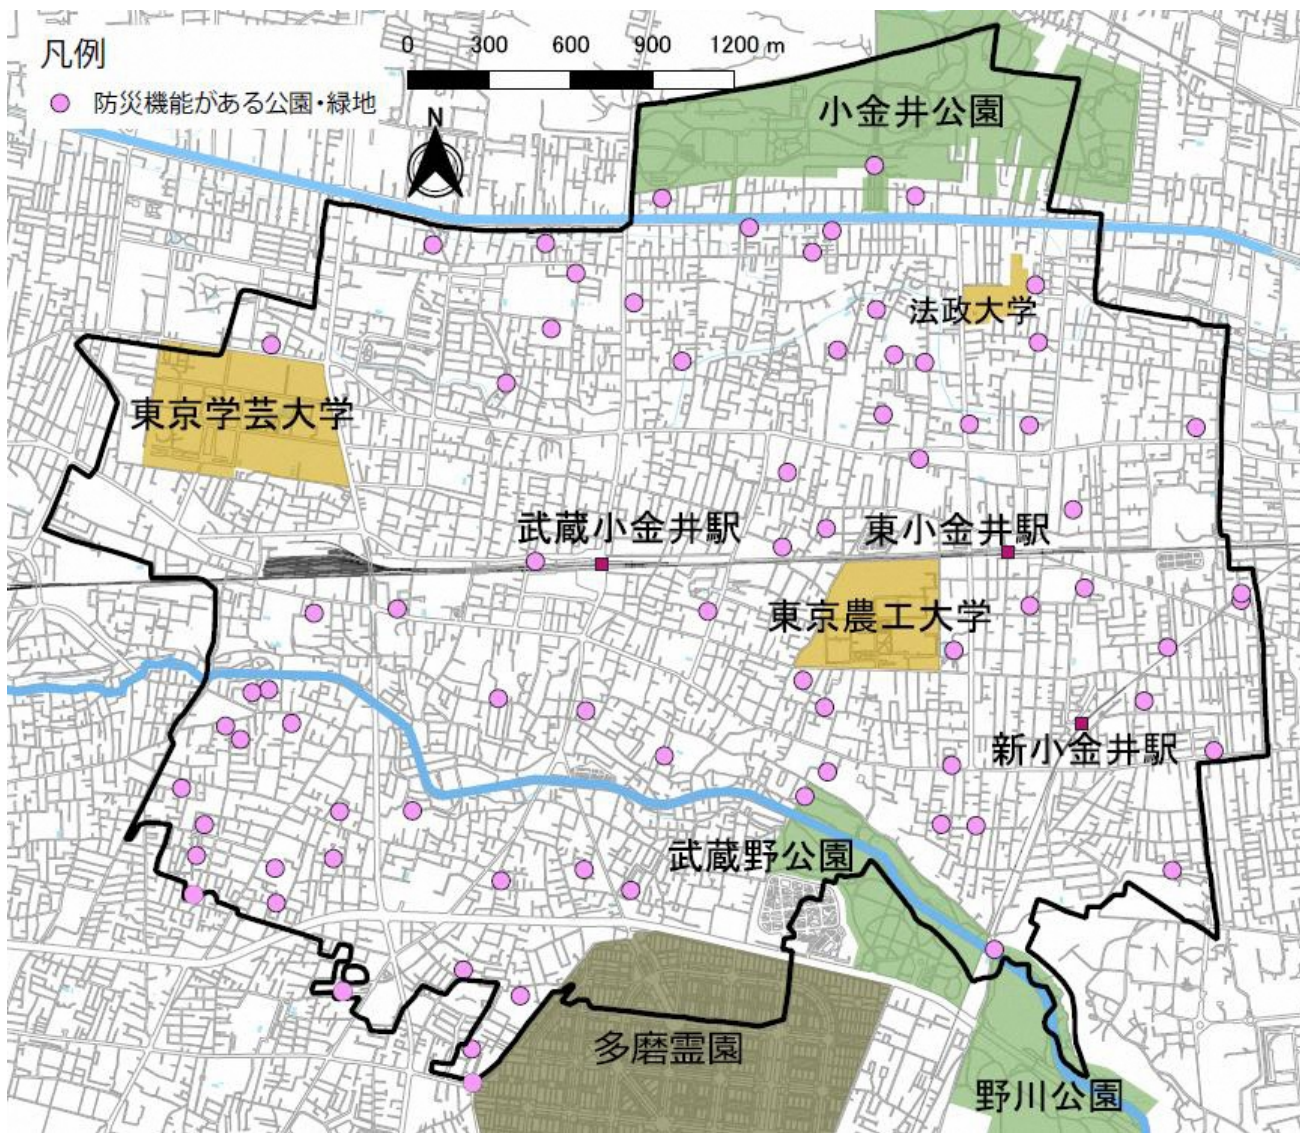 凡例
0 300 600 900 1200 m
防災機能がある公園・緑地
N
小金井公園
法政大学
東京学芸大学
武蔵小金井駅
東小金井駅
東京農工大学
新小金井駅
武蔵野公園
多磨霊園
野川公園